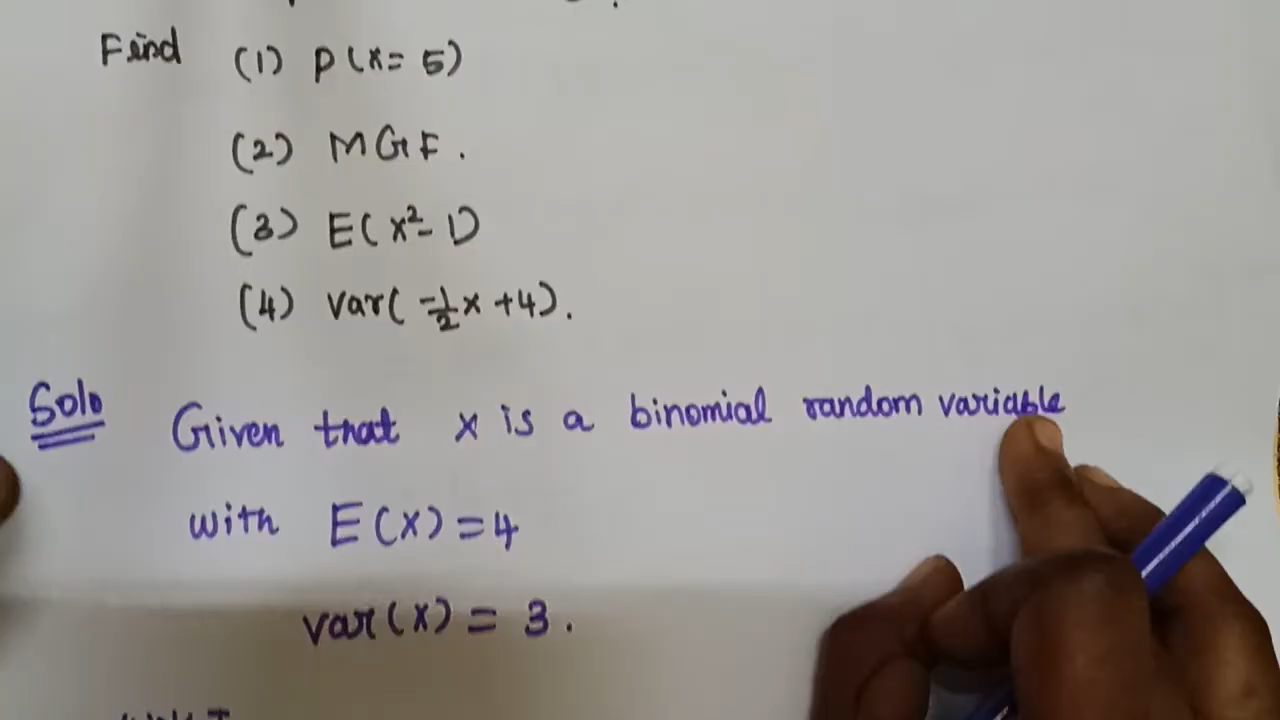 Find (1) P(x=5)
(2) MGF.
(3) E(x²-1)
(4) var(-1/2x+4).
Soln Given that x is a binomial random variable
with E(x)=4
var(x) = 3.